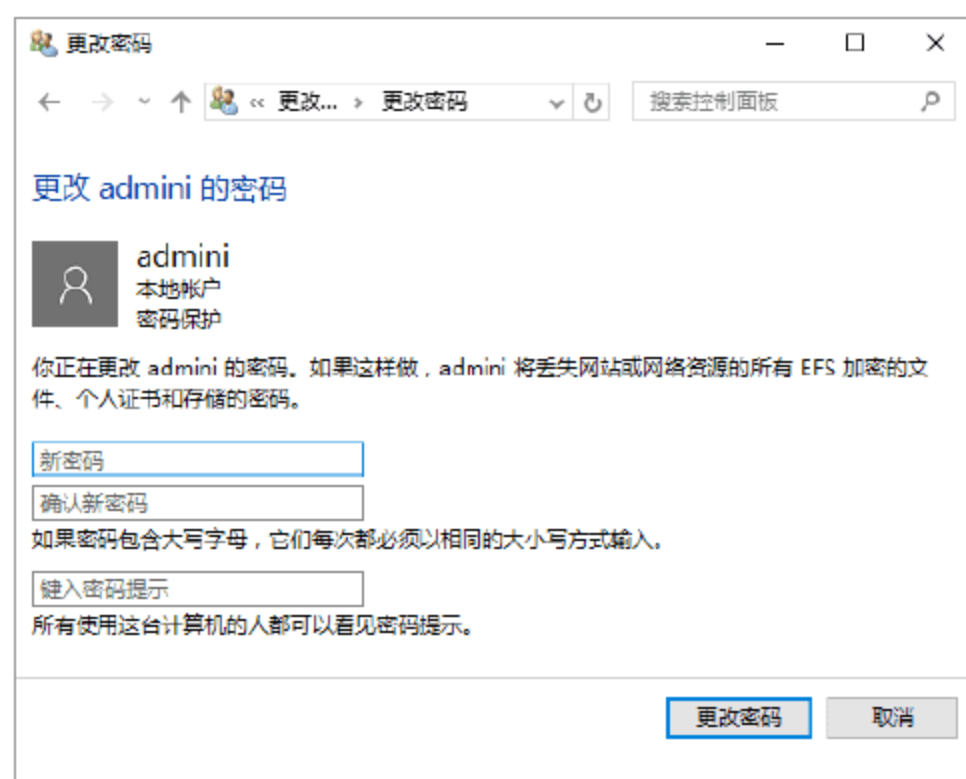 更改密码
« 更改... › 更改密码
搜索控制面板
更改 admini 的密码
admini
本地帐户
密码保护
你正在更改 admini 的密码。如果这样做，admini 将丢失网站或网络资源的所有 EFS 加密的文
件、个人证书和存储的密码。
新密码
确认新密码
如果密码包含大写字母，它们每次都必须以相同的大小写方式输入。
键入密码提示
所有使用这台计算机的人都可以看见密码提示。
更改密码
取消